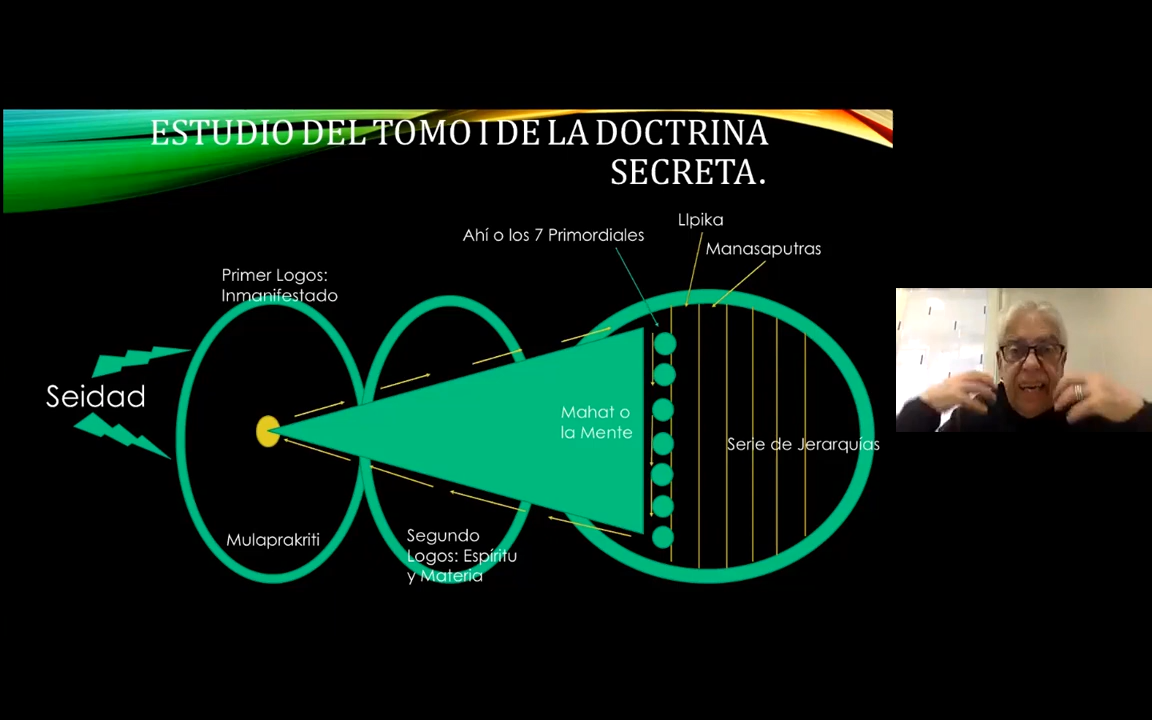 ESTUDIO DEL TOMO I DE LA DOCTRINA
SECRETA.
LIpika
Ahí o los 7 Primordiales
Manasaputras
Primer Logos:
Inmanifestado
Seidad
Mahat o
la Mente
Serie de Jerarquías
Mulaprakriti
Segundo
Logos: Espíritu
y Materia